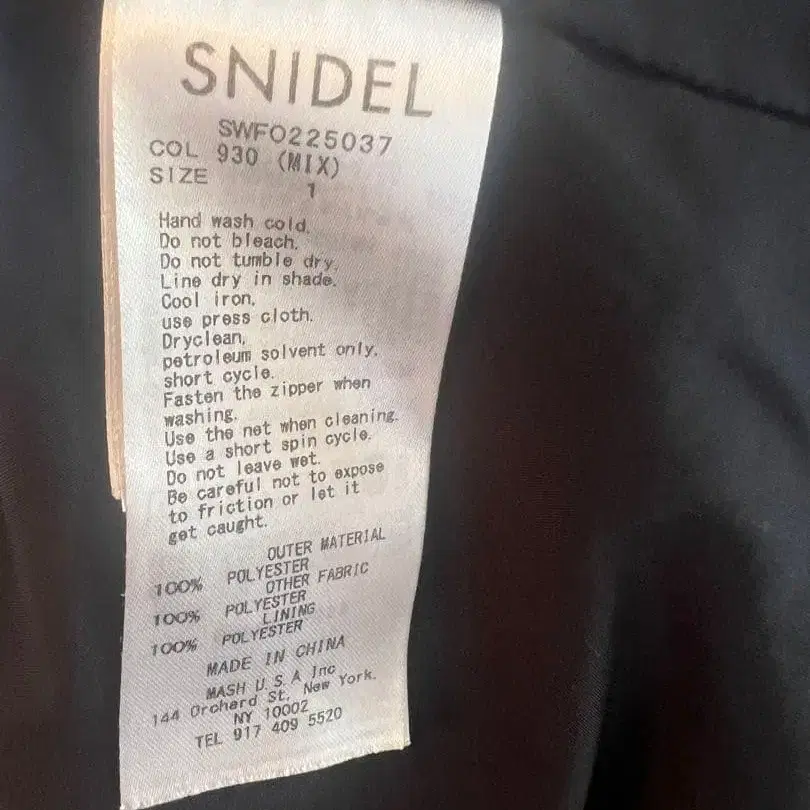 SNIDEL
SWFO225037
COL 930 (MIX)
SIZE 1
Hand wash cold.
Do not bleach.
Do not tumble dry.
Line dry in shade.
Cool iron,
use press cloth.
Dryclean,
petroleum solvent only,
short cycle.
Fasten the zipper when
washing.
Use the net when cleaning.
Use a short spin cycle.
Do not leave wet.
Be careful not to expose
to friction or let it
get caught.
OUTER MATERIAL
100% POLYESTER
OTHER FABRIC
100% POLYESTER
LINING
100% POLYESTER
MADE IN CHINA
MASH U.S.A Inc
144 Orchard St. New York.
NY 10002
TEL 917 409 5520